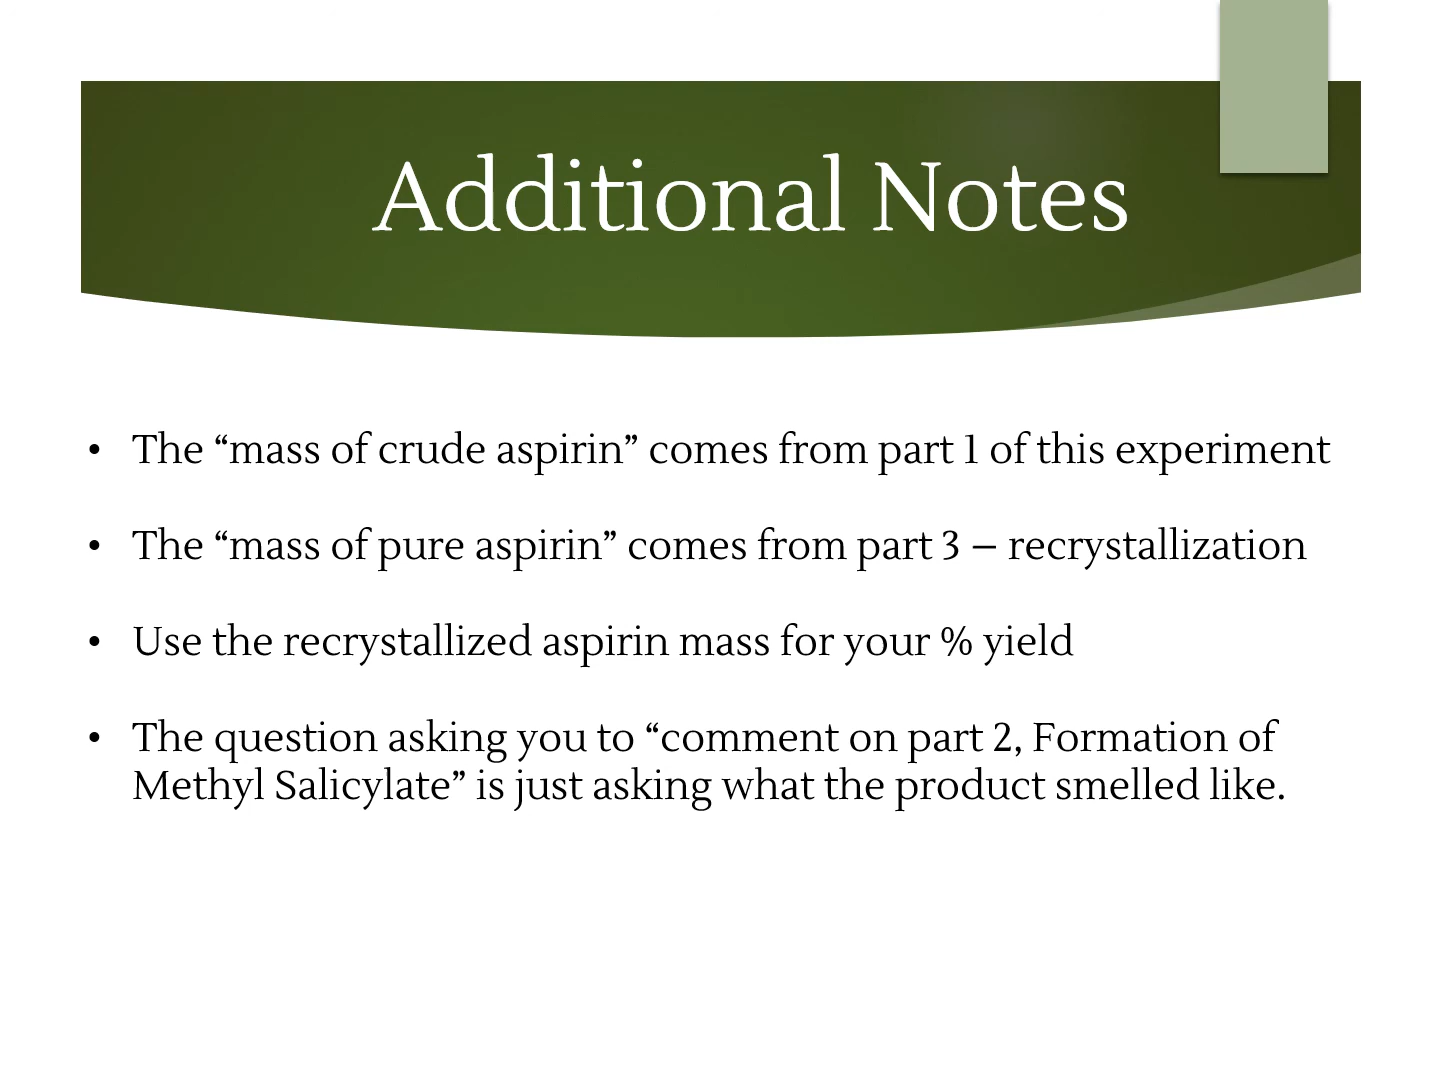 Additional Notes
• The “mass of crude aspirin” comes from part 1 of this experiment
• The “mass of pure aspirin” comes from part 3 – recrystallization
• Use the recrystallized aspirin mass for your % yield
• The question asking you to “comment on part 2, Formation of
Methyl Salicylate” is just asking what the product smelled like.